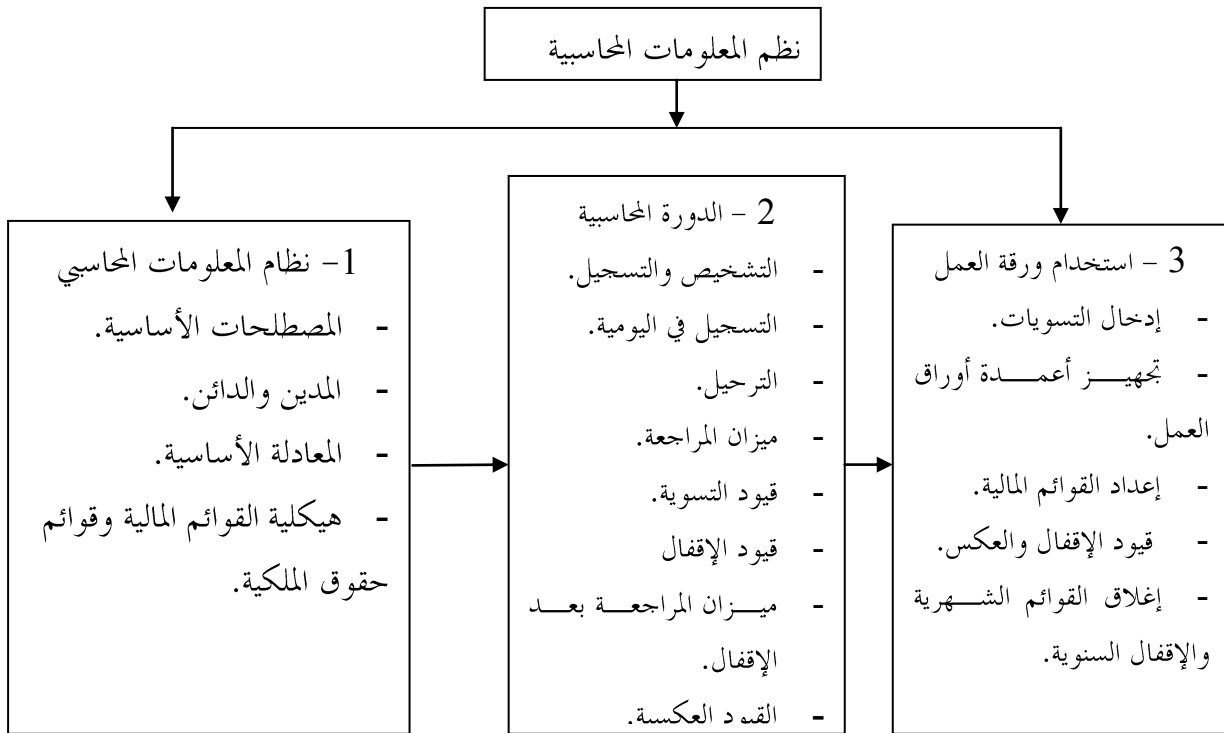 نظم المعلومات المحاسبية
1- نظام المعلومات المحاسبي
- المصطلحات الأساسية.
- المدين والدائن.
- المعادلة الأساسية.
- هيكلية القوائم المالية وقوائم
حقوق الملكية.
2 - الدورة المحاسبية
- التشخيص والتسجيل.
- التسجيل في اليومية.
- الترحيل.
- ميزان المراجعة.
- قيود التسوية.
- قيود الإقفال
- ميزان المراجعة بعد
الإقفال.
- القيود العكسية.
3 - استخدام ورقة العمل
- إدخال التسويات.
- تجهيز أعمدة أوراق
العمل.
- إعداد القوائم المالية.
- قيود الإقفال والعكس.
- إغلاق القوائم الشهرية
والإقفال السنوية.